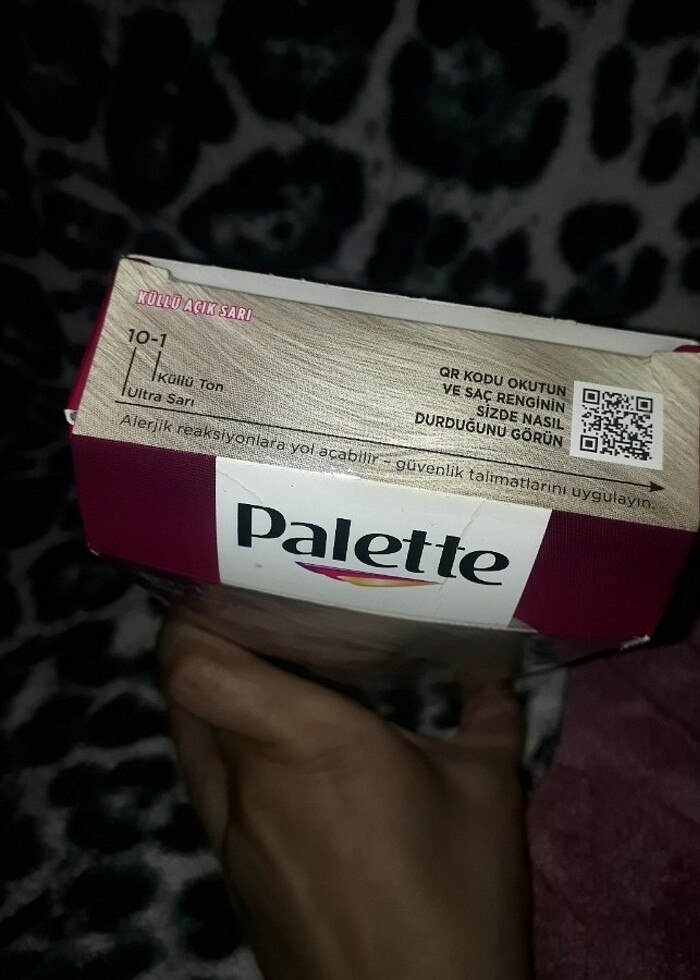 KÜLLÜ AÇIK SARI
10-1
Küllü Ton
Ultra Sarı
QR KODU OKUTUN
VE SAÇ RENGİNİN
SİZDE NASIL
DURDUĞUNU GÖRÜN
Alerjik reaksiyonlara yol açabilir – güvenlik talimatlarını uygulayın.
Palette